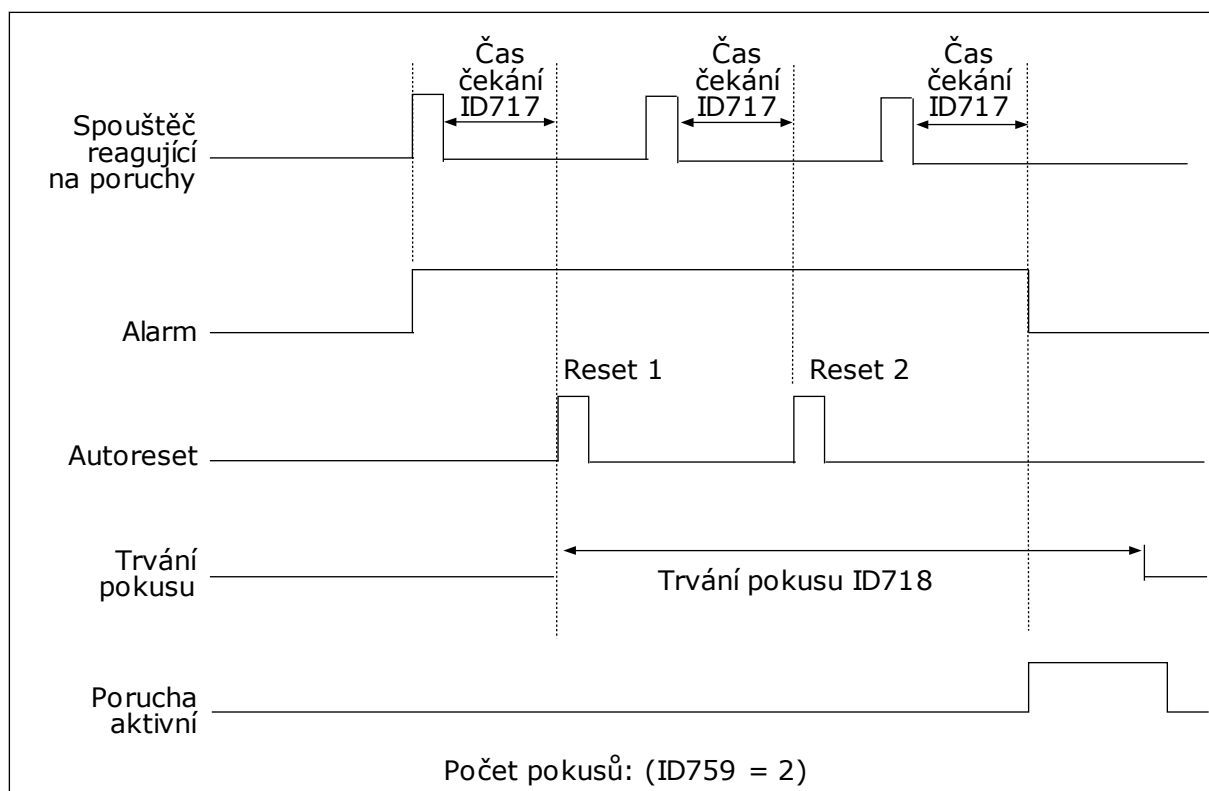 Čas
čekání
ID717
Čas
čekání
ID717
Čas
čekání
ID717
Spouštěč
reagující
na poruchy
Alarm
Reset 1
Reset 2
Autoreset
Trvání
pokusu
Trvání pokusu ID718
Porucha
aktivní
Počet pokusů: (ID759 = 2)